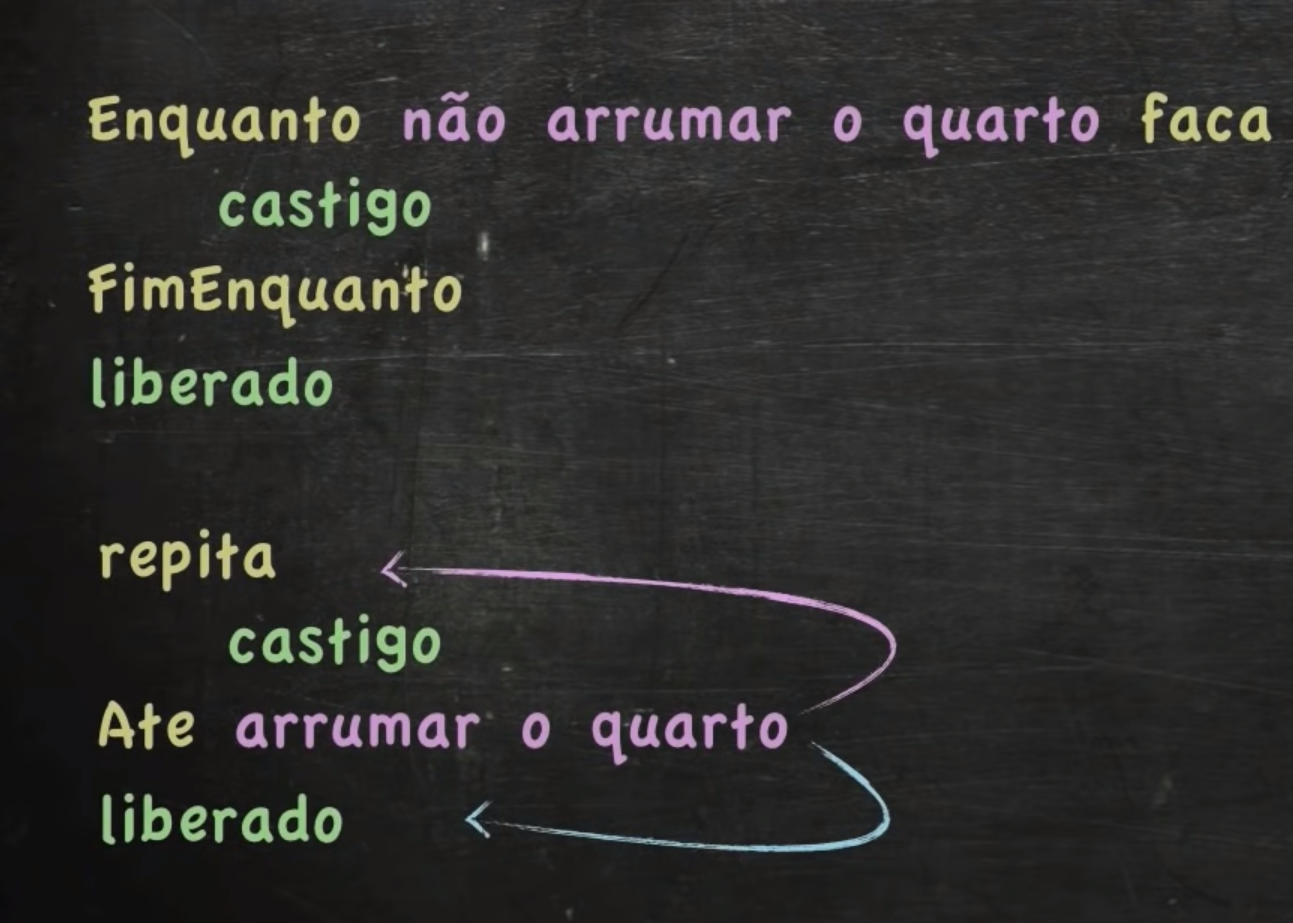 Enquanto não arrumar o quarto faca
castigo
FimEnquanto
liberado
repita
castigo
Ate arrumar o quarto
liberado